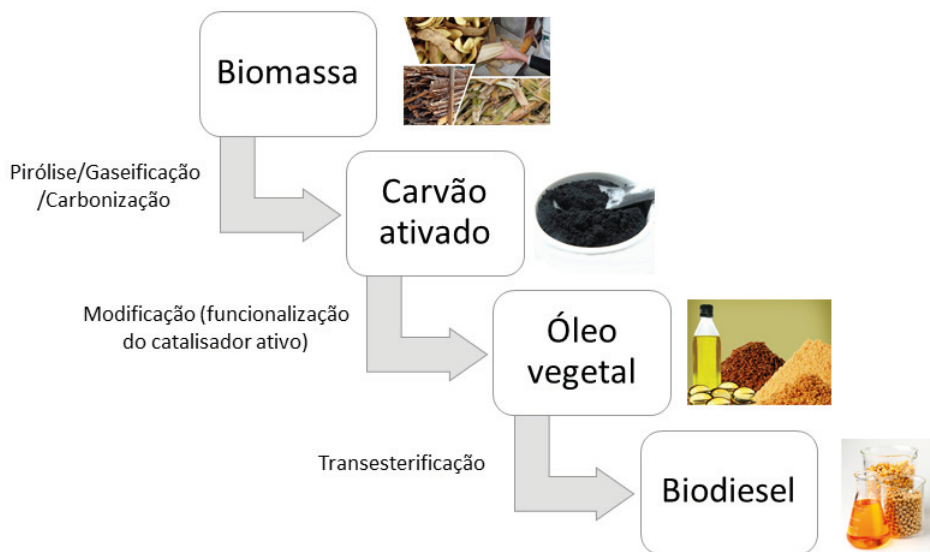 Biomassa
Pirólise/Gaseificação
/Carbonização
Carvão
ativado
Modificação (funcionalização
do catalisador ativo)
Óleo
vegetal
Transesterificação
Biodiesel